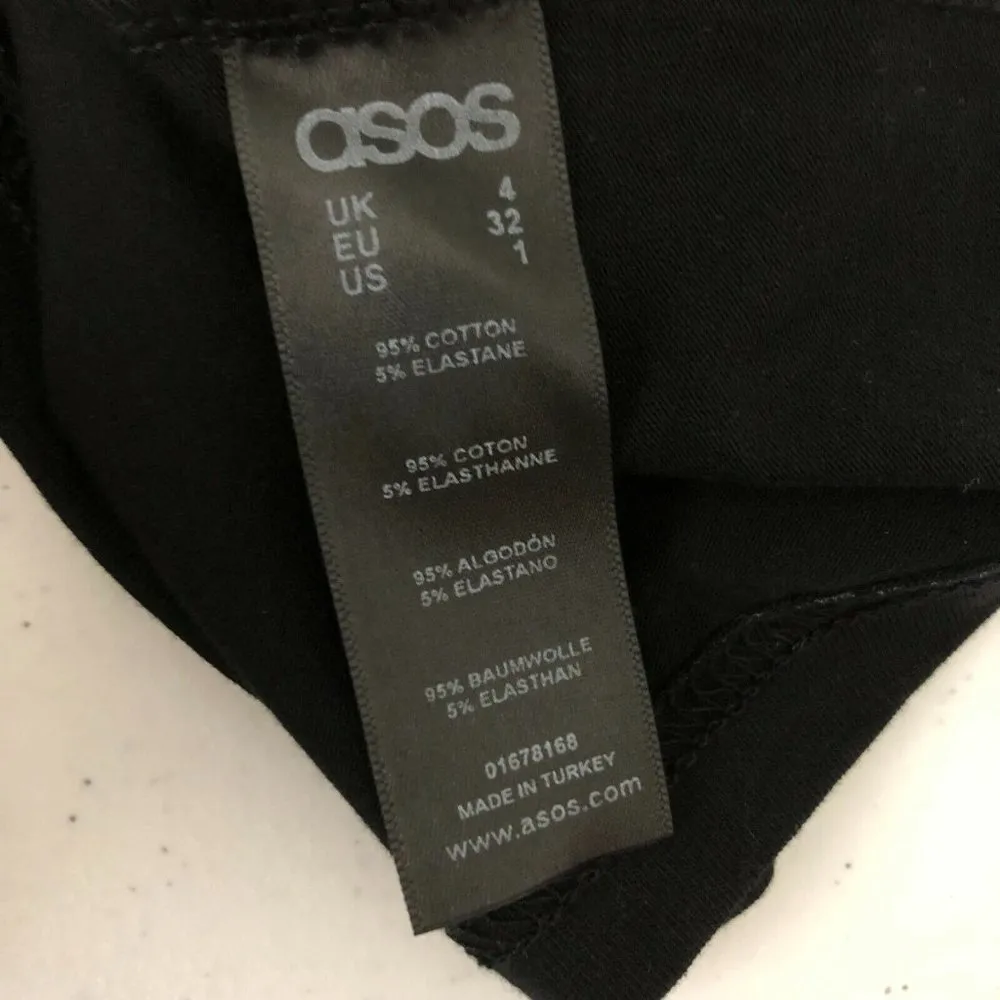 asos
UK 4
EU 32
US 1
95% COTTON
5% ELASTANE
95% COTON
5% ELASTHANNE
95% ALGODÓN
5% ELASTANO
95% BAUMWOLLE
5% ELASTHAN
01678168
MADE IN TURKEY
www.asos.com